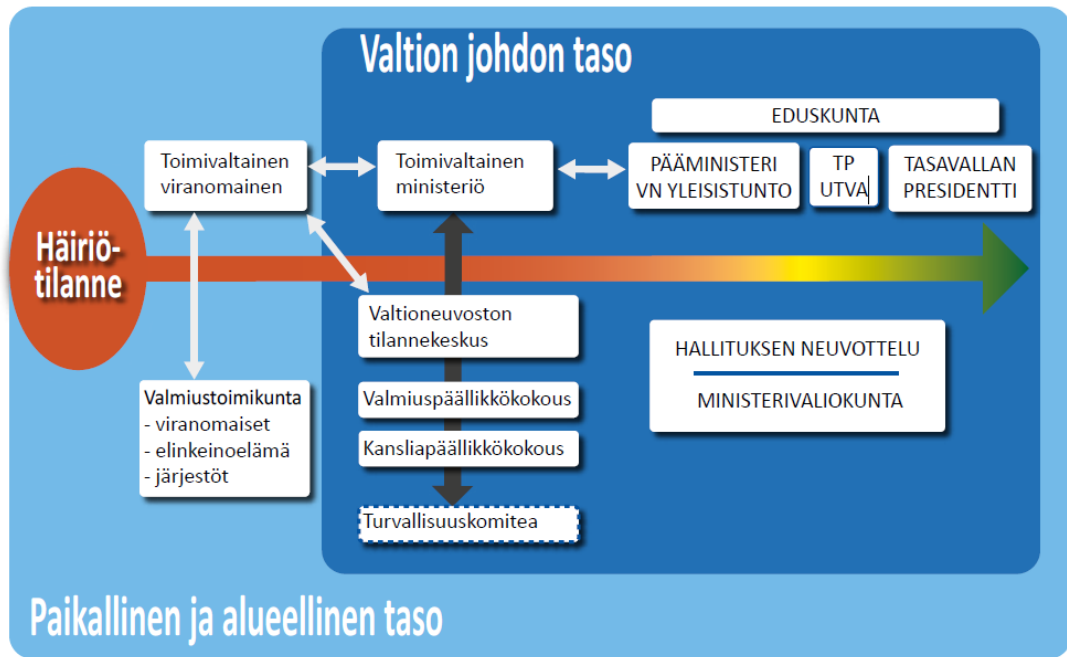 Valtion johdon taso
EDUSKUNTA
Toimivaltainen
viranomainen
Toimivaltainen
ministeriö
PÄÄMINISTERI
VN YLEISISTUNTO
TP
UTVA
TASAVALLAN
PRESIDENTTI
Häiriö-
tilanne
Valtioneuvoston
tilannekeskus
HALLITUKSEN NEUVOTTELU
MINISTERIVALIOKUNTA
Valmiustoimikunta
- viranomaiset
- elinkeinoelämä
- järjestöt
Valmiuspäällikkökokous
Kansliapäällikkökokous
Turvallisuuskomitea
Paikallinen ja alueellinen taso